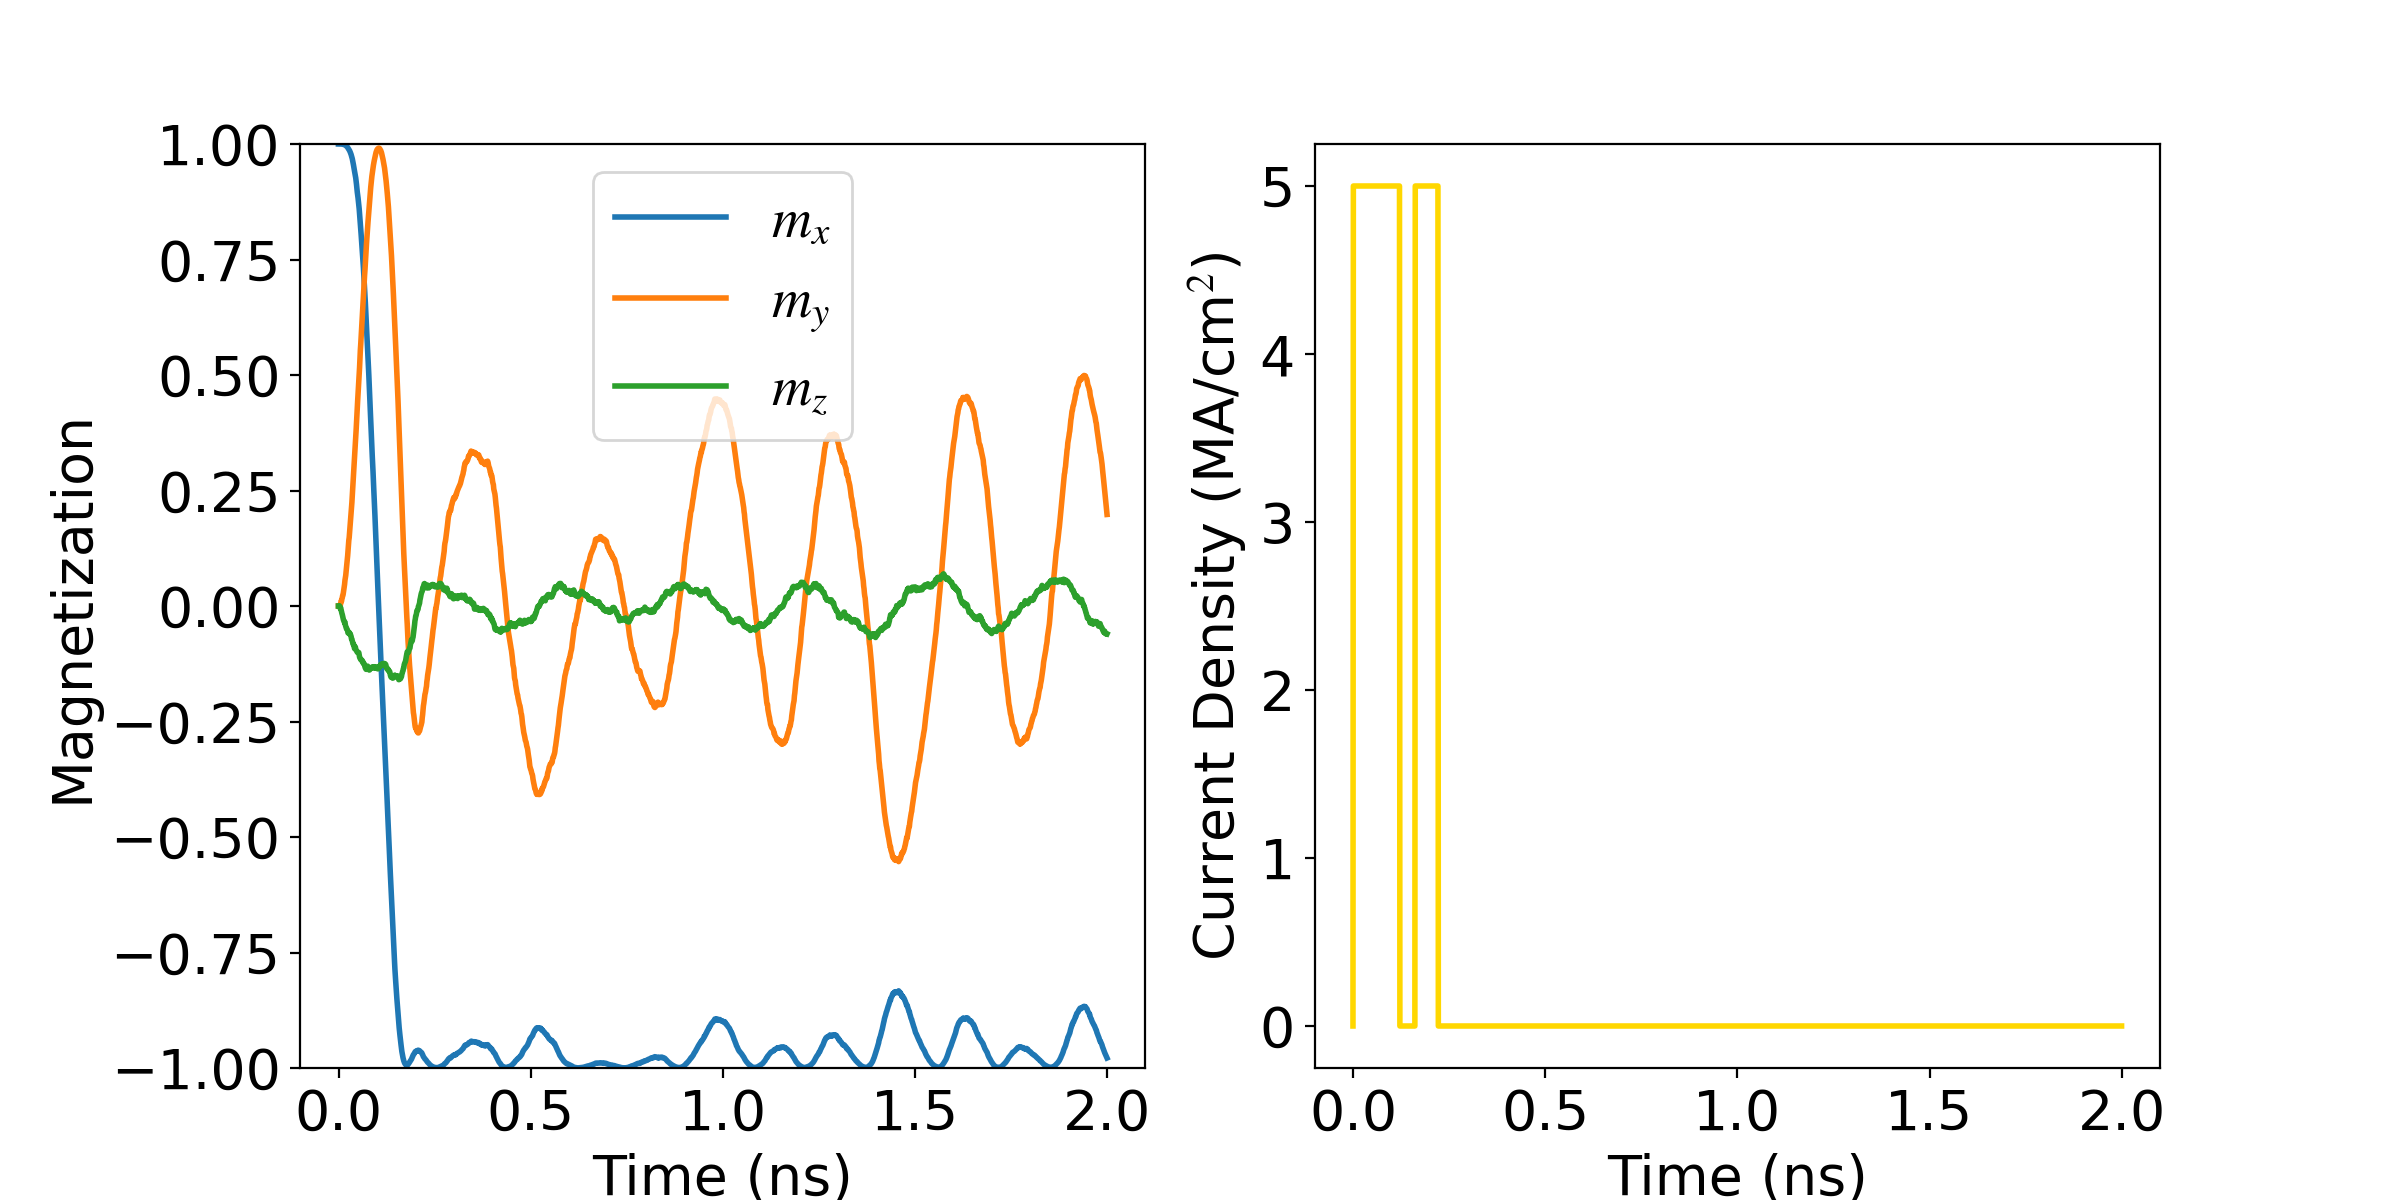 1.00
0.75
0.50
0.25
0.00
−0.25
−0.50
−0.75
−1.00
Magnetization
0.0 0.5 1.0 1.5 2.0
Time (ns)
m_x
m_y
m_z
5
4
3
2
1
0
Current Density (MA/cm²)
0.0 0.5 1.0 1.5 2.0
Time (ns)